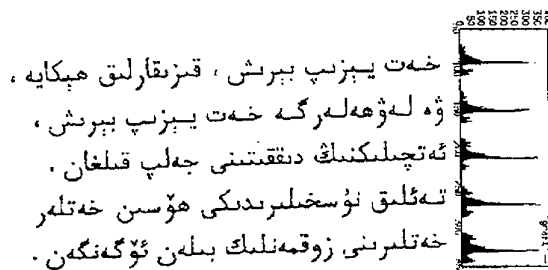 خەت يېزىپ بېرىش ، قىزىقارلىق ھېكايە ،
ۋە لەۋھەلەرگە خەت يېزىپ بېرىش ،
ئەتچىلىكنىڭ دىققىتىنى جەلپ قىلغان .
تەئلىق نۇسخىلىرىدىكى ھۆسىن خەتلەر
خەتلىرىنى زوقمەنلىك بىلەن ئۆگەنگەن .